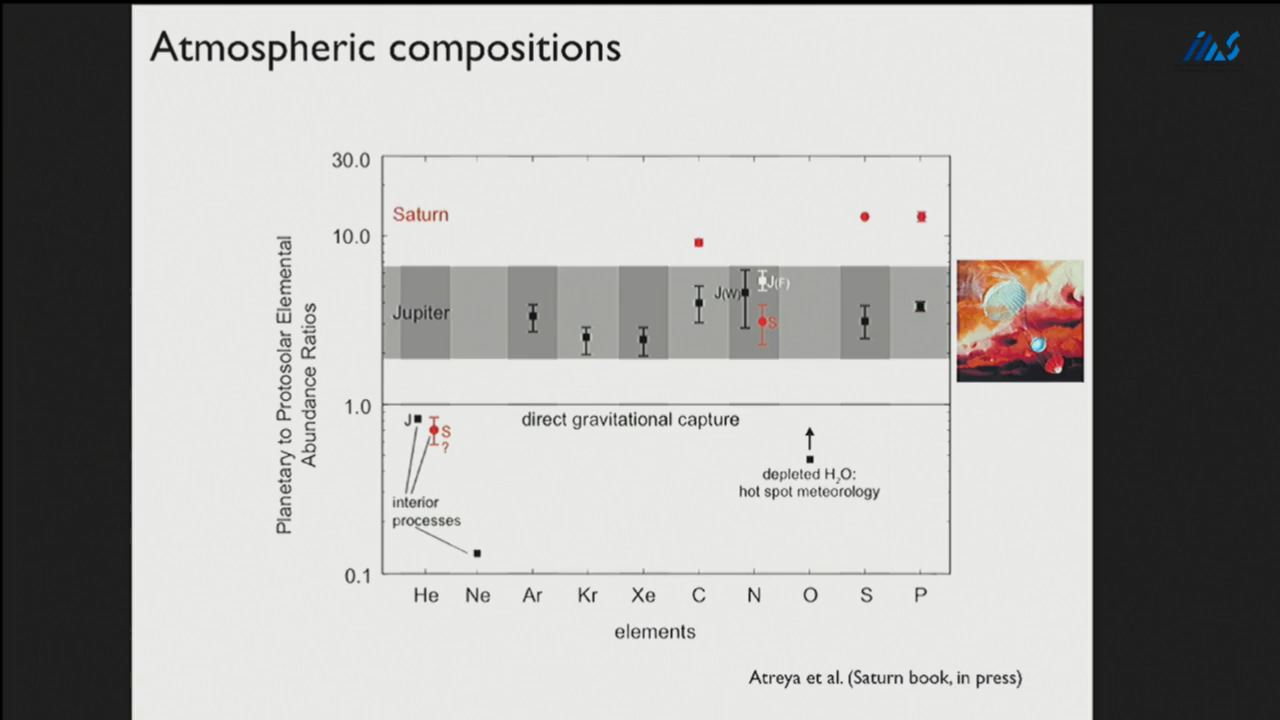 Atmospheric compositions
ims
Planetary to Protosolar Elemental
Abundance Ratios
30.0
10.0
1.0
0.1
Saturn
Jupiter
J(W)
J(F)
S
J
S
?
direct gravitational capture
interior
processes
depleted H₂O:
hot spot meteorology
He Ne Ar Kr Xe C N O S P
elements
Atreya et al. (Saturn book, in press)